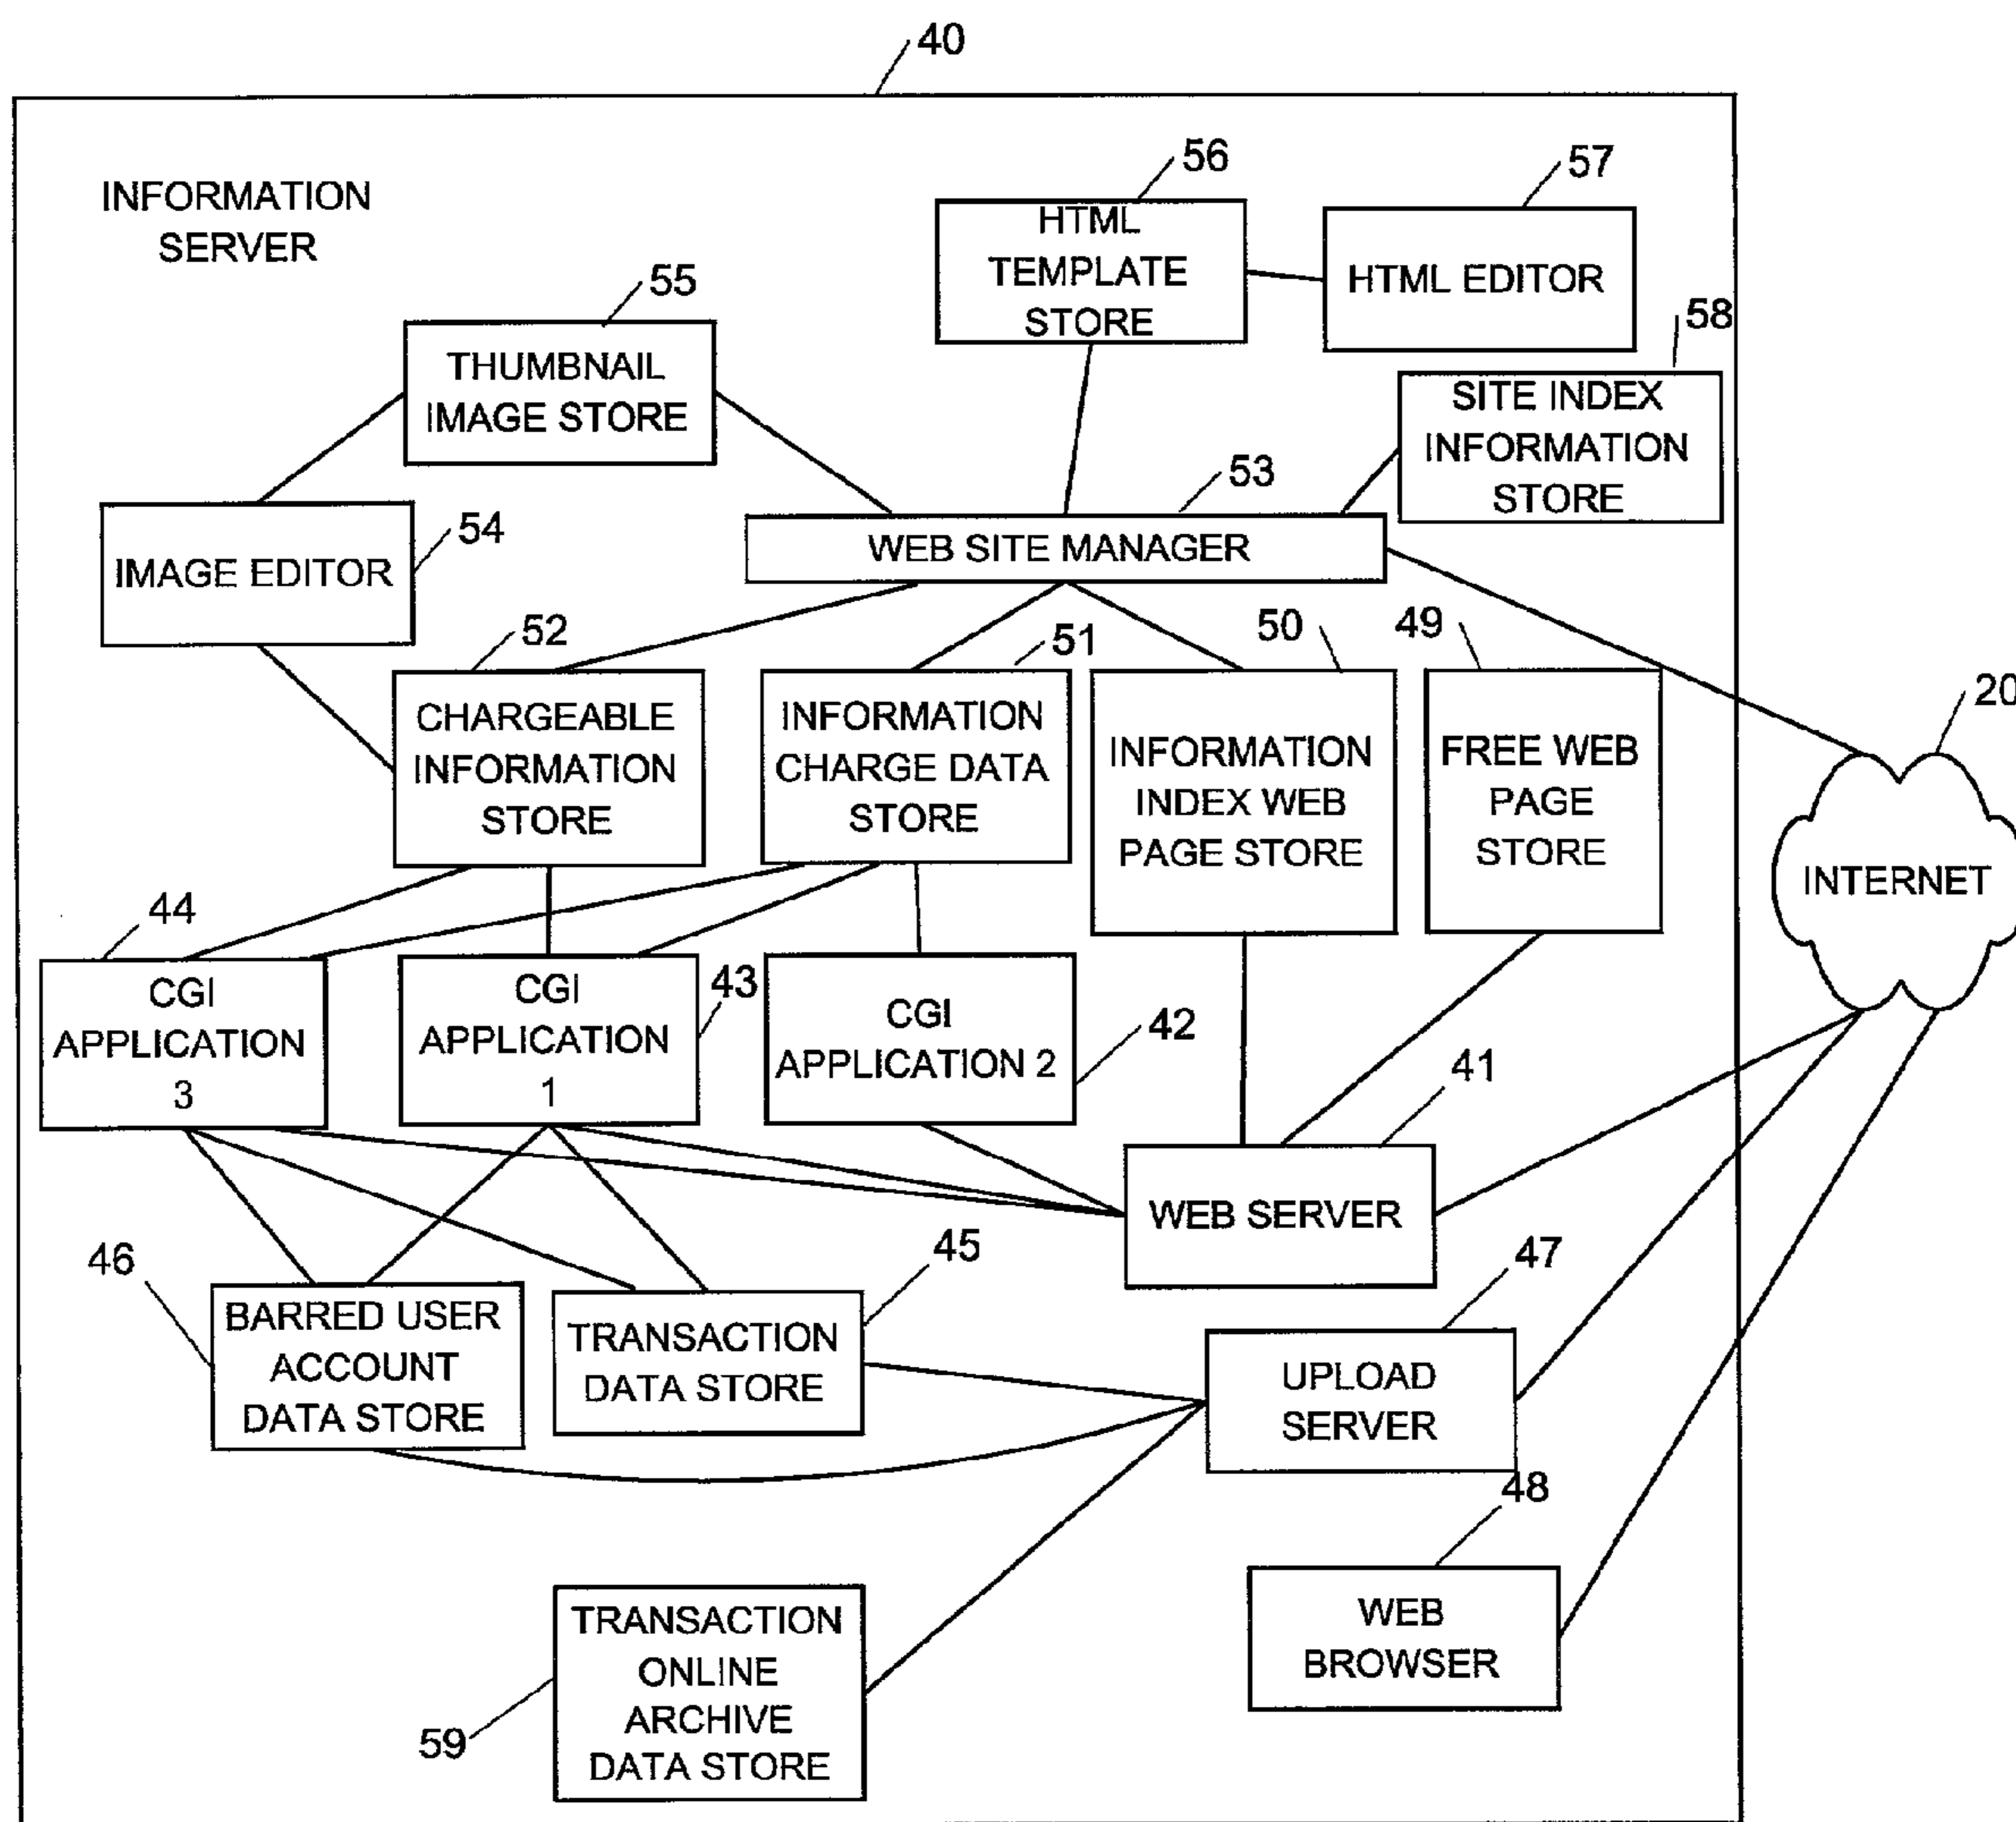 40
INFORMATION
SERVER
56
HTML
TEMPLATE
STORE
57
HTML EDITOR
55
THUMBNAIL
IMAGE STORE
58
SITE INDEX
INFORMATION
STORE
54
IMAGE EDITOR
53
WEB SITE MANAGER
52
CHARGEABLE
INFORMATION
STORE
51
INFORMATION
CHARGE DATA
STORE
50
INFORMATION
INDEX WEB
PAGE STORE
49
FREE WEB
PAGE
STORE
20
INTERNET
44
CGI
APPLICATION
3
43
CGI
APPLICATION
1
42
CGI
APPLICATION 2
41
WEB SERVER
46
BARRED USER
ACCOUNT
DATA STORE
45
TRANSACTION
DATA STORE
47
UPLOAD
SERVER
48
WEB
BROWSER
59
TRANSACTION
ONLINE
ARCHIVE
DATA STORE